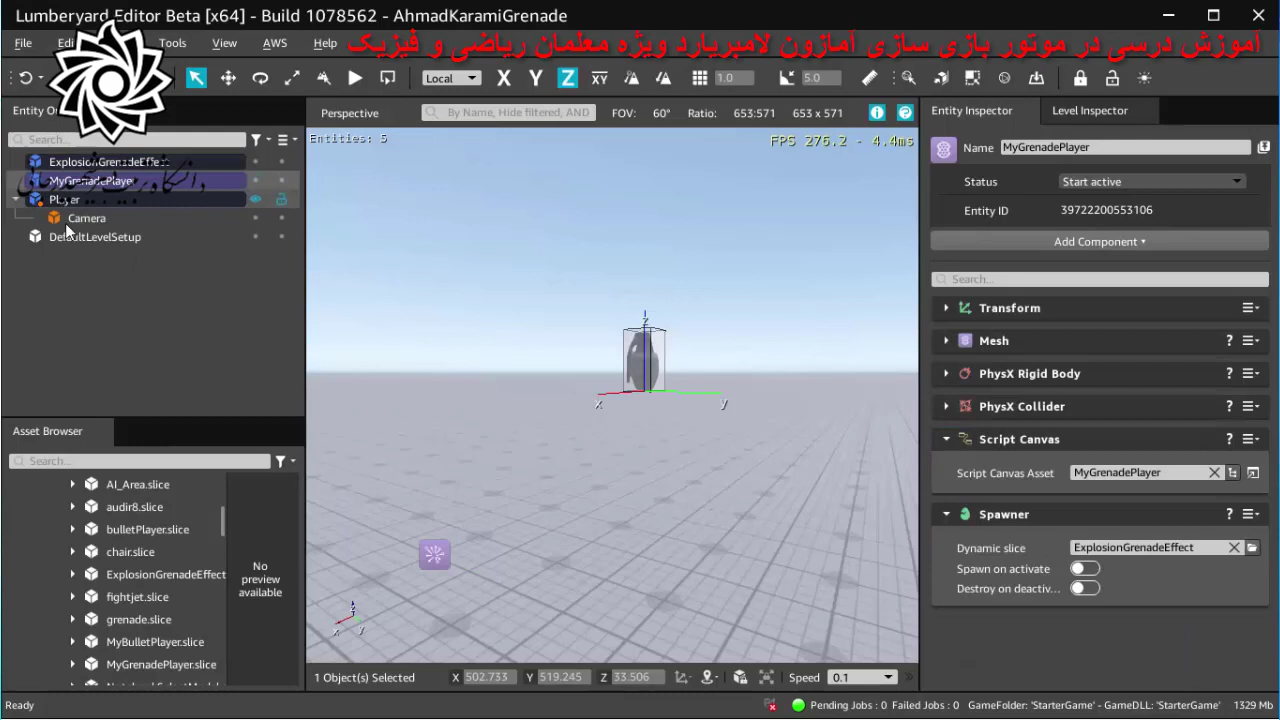 Lumberyard Editor Beta [x64] - Build 1078562 - AhmadKaramiGrenade
File Tools View AWS Help
آموزش درسی در موتور بازی سازی آمازون لامبریارد ویژه معلمان ریاضی و فیزیک
Local X Y Z XY 1.0 5.0
Perspective By Name, Hide filtered, AND FOV: 60° Ratio: 653:571 653 x 571
Entity Inspector Level Inspector
Search...
Entities: 5
FPS 276.2 - 4.4ms
ExplosionGrenadeEffect
MyGrenadePlayer
Player
Camera
DefaultLevelSetup
Name MyGrenadePlayer
Status Start active
Entity ID 39722200553106
Add Component
Search...
Transform
Mesh ?
PhysX Rigid Body ?
PhysX Collider ?
Script Canvas ?
Script Canvas Asset MyGrenadePlayer
Spawner ?
Dynamic slice ExplosionGrenadeEffect
Spawn on activate
Destroy on deactiv...
z
x y
z
x y
Asset Browser
Search...
AI_Area.slice
audir8.slice
bulletPlayer.slice
chair.slice
ExplosionGrenadeEffect
fightjet.slice
grenade.slice
MyBulletPlayer.slice
MyGrenadePlayer.slice
No preview available
1 Object(s) Selected X 502.733 Y 519.245 Z 33.506 Speed 0.1
Ready Pending Jobs : 0 Failed Jobs : 0 GameFolder: 'StarterGame' - GameDLL: 'StarterGame' 1329 Mb